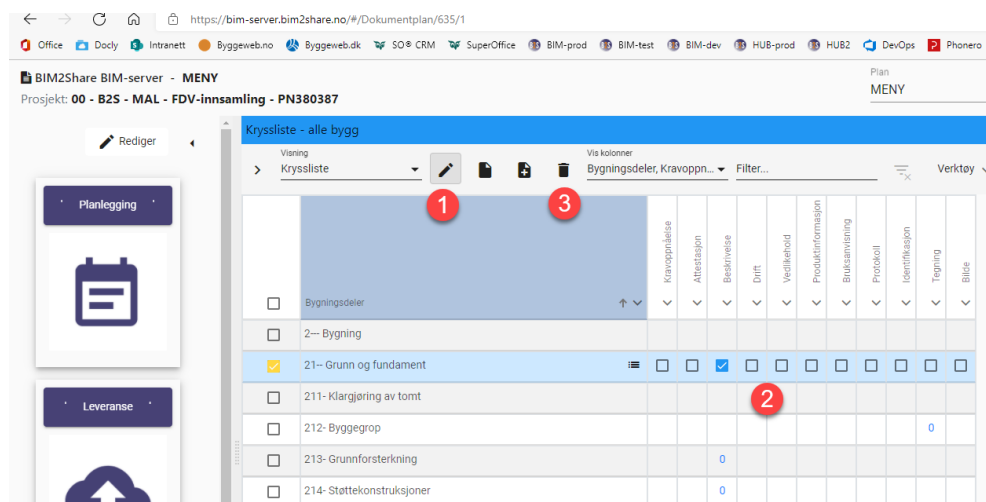 https://bim-server.bim2share.no/#/Dokumentplan/635/1
Office Docly Intranett Byggeweb.no Byggeweb.dk SO® CRM SuperOffice BIM-prod BIM-test BIM-dev HUB-prod HUB2 DevOps Phonero
BIM2Share BIM-server - MENY
Prosjekt: 00 - B2S - MAL - FDV-innsamling - PN380387
Plan
MENY
Rediger
Planlegging
Leveranse
Kryssliste - alle bygg
Visning
Kryssliste
Vis kolonner
Bygningsdeler, Kravoppn...
Filter...
Verktøy
1
3
Bygningsdeler
Kravoppnåelse
Attestasjon
Beskrivelse
Drift
Vedlikehold
Produktinformasjon
Bruksanvisning
Protokoll
Identifikasjon
Tegning
Bilde
2--- Bygning
21-- Grunn og fundament
211- Klargjøring av tomt
2
212- Byggegrop 0
213- Grunnforsterkning 0
214- Støttekonstruksjoner 0